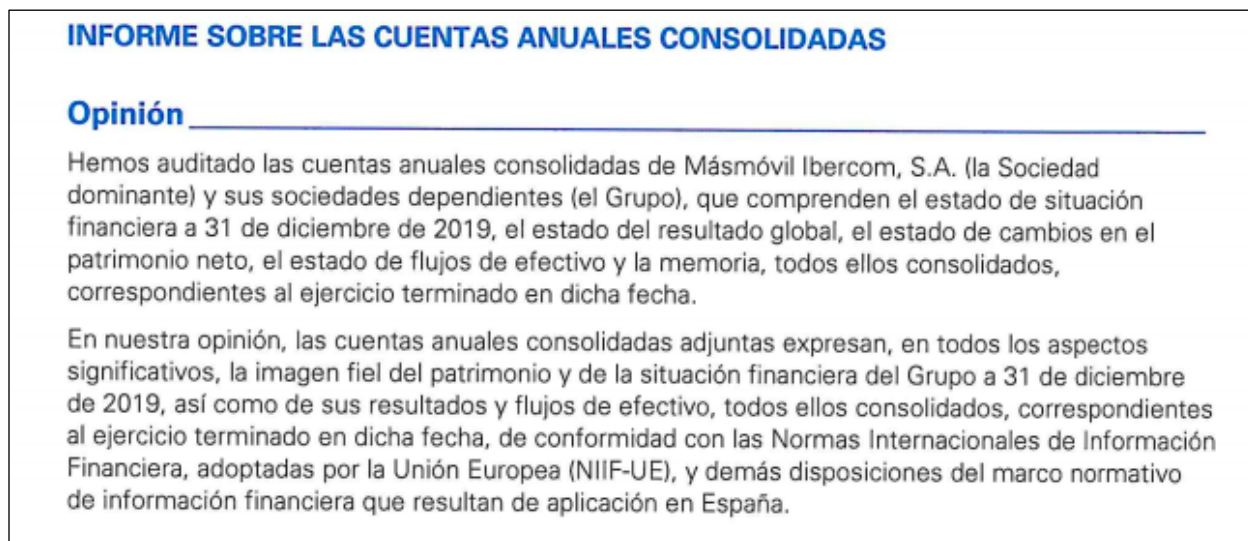 INFORME SOBRE LAS CUENTAS ANUALES CONSOLIDADAS
Opinión
Hemos auditado las cuentas anuales consolidadas de Másmóvil Ibercom, S.A. (la Sociedad
dominante) y sus sociedades dependientes (el Grupo), que comprenden el estado de situación
financiera a 31 de diciembre de 2019, el estado del resultado global, el estado de cambios en el
patrimonio neto, el estado de flujos de efectivo y la memoria, todos ellos consolidados,
correspondientes al ejercicio terminado en dicha fecha.
En nuestra opinión, las cuentas anuales consolidadas adjuntas expresan, en todos los aspectos
significativos, la imagen fiel del patrimonio y de la situación financiera del Grupo a 31 de diciembre
de 2019, así como de sus resultados y flujos de efectivo, todos ellos consolidados, correspondientes
al ejercicio terminado en dicha fecha, de conformidad con las Normas Internacionales de Información
Financiera, adoptadas por la Unión Europea (NIIF-UE), y demás disposiciones del marco normativo
de información financiera que resultan de aplicación en España.